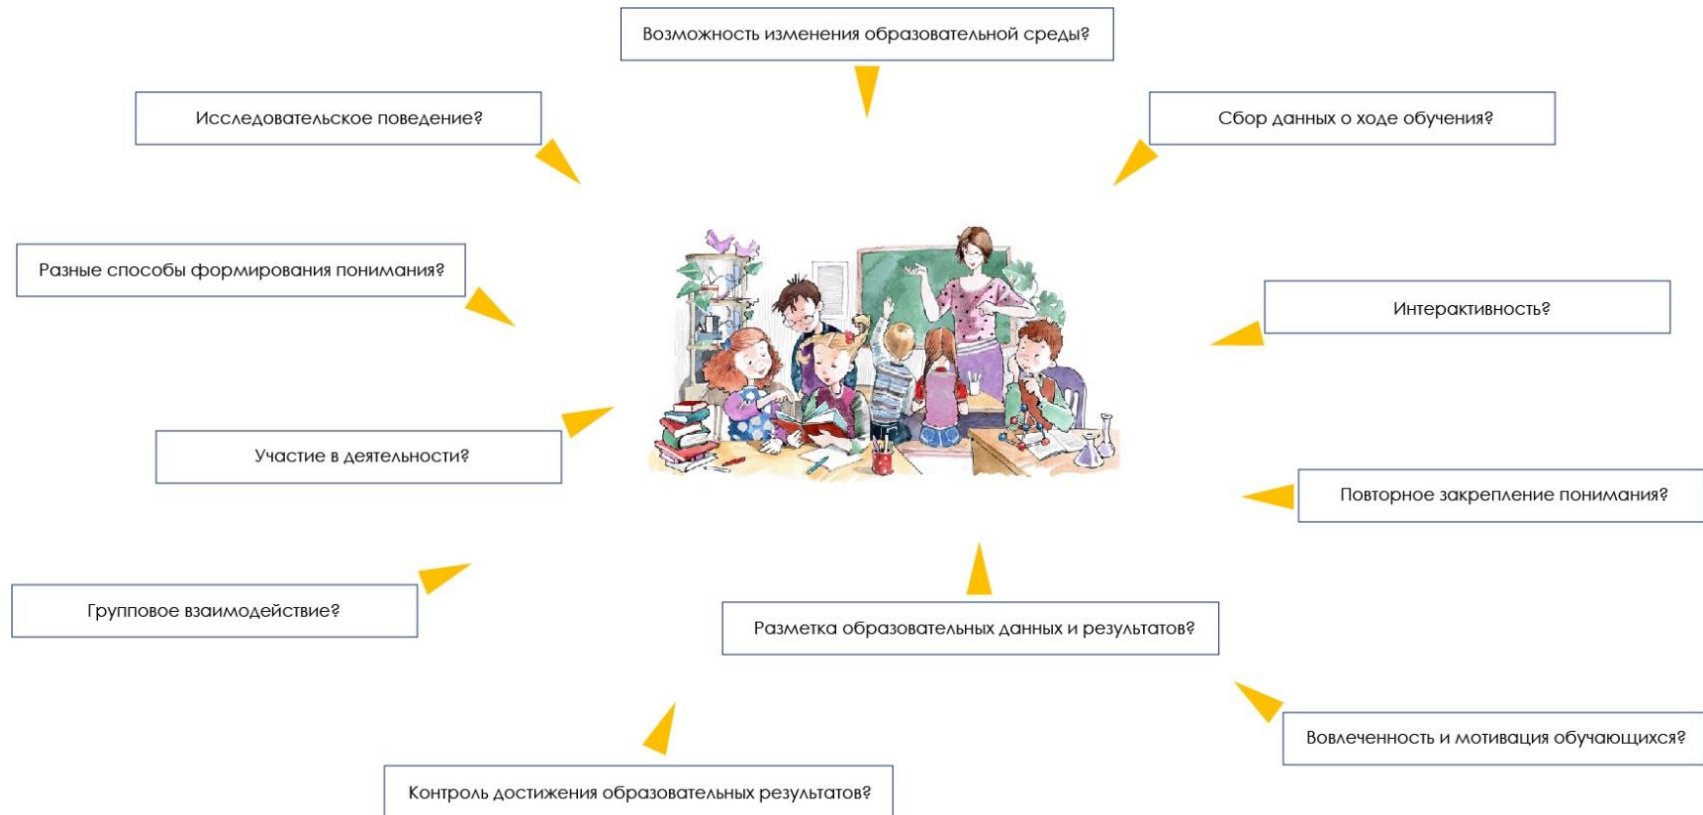 Возможность изменения образовательной среды?
Исследовательское поведение?
Сбор данных о ходе обучения?
Разные способы формирования понимания?
Интерактивность?
Участие в деятельности?
Повторное закрепление понимания?
Групповое взаимодействие?
Разметка образовательных данных и результатов?
Вовлеченность и мотивация обучающихся?
Контроль достижения образовательных результатов?